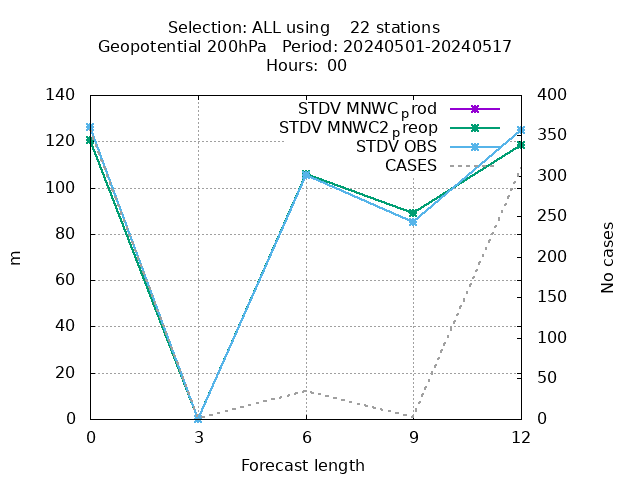 Selection: ALL using    22 stations
Geopotential 200hPa   Period: 20240501-20240517
Hours:  00
STDV MNWC_prod
STDV MNWC2_preop
STDV OBS
CASES
140
120
100
80
60
40
20
0
400
350
300
250
200
150
100
50
0
m
No cases
0 3 6 9 12
Forecast length